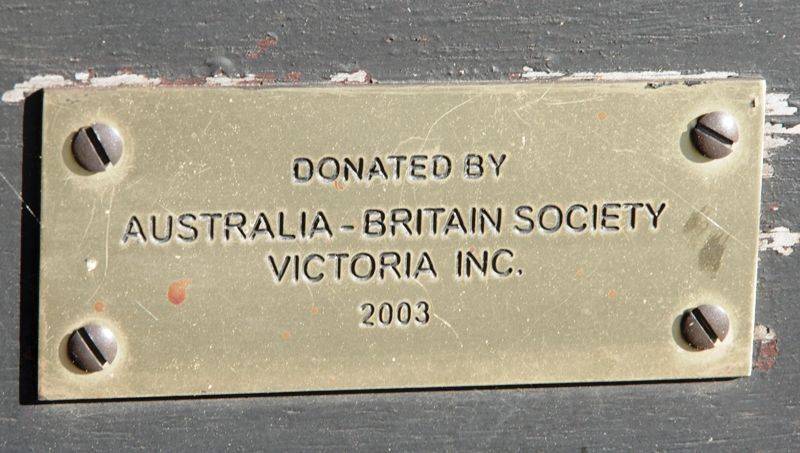 DONATED BY
AUSTRALIA - BRITAIN SOCIETY
VICTORIA INC.
2003